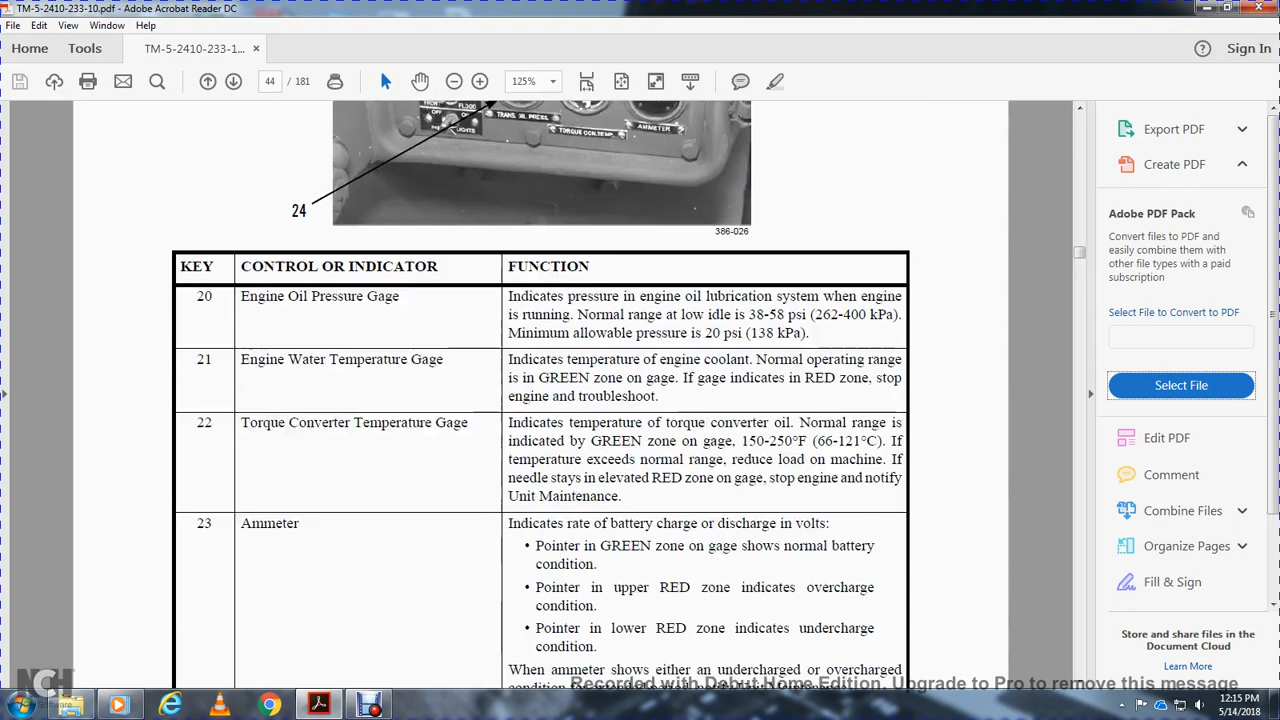 TM-5-2410-233-10.pdf - Adobe Acrobat Reader DC
File Edit View Window Help
Home Tools TM-5-2410-233-1... × Sign In
44 / 181 125%
Export PDF
Create PDF
Adobe PDF Pack
Convert files to PDF and
easily combine them with
other file types with a paid
subscription
Select File to Convert to PDF
Select File
Edit PDF
Comment
Combine Files
Organize Pages
Fill & Sign
Store and share files in the
Document Cloud
Learn More
FLOOD
OFF
LIGHTS
TRANS. OIL PRESS.
TORQUE CON. TEMP.
AMMETER
24
386-026
KEY CONTROL OR INDICATOR FUNCTION
20 Engine Oil Pressure Gage Indicates pressure in engine oil lubrication system when engine
is running. Normal range at low idle is 38-58 psi (262-400 kPa).
Minimum allowable pressure is 20 psi (138 kPa).
21 Engine Water Temperature Gage Indicates temperature of engine coolant. Normal operating range
is in GREEN zone on gage. If gage indicates in RED zone, stop
engine and troubleshoot.
22 Torque Converter Temperature Gage Indicates temperature of torque converter oil. Normal range is
indicated by GREEN zone on gage, 150-250°F (66-121°C). If
temperature exceeds normal range, reduce load on machine. If
needle stays in elevated RED zone on gage, stop engine and notify
Unit Maintenance.
23 Ammeter Indicates rate of battery charge or discharge in volts:
• Pointer in GREEN zone on gage shows normal battery
condition.
• Pointer in upper RED zone indicates overcharge
condition.
• Pointer in lower RED zone indicates undercharge
condition.
When ammeter shows either an undercharged or overcharged
Recorded with Debut Home Edition. Upgrade to Pro to remove this message
NCH
Software
12:15 PM
5/14/2018